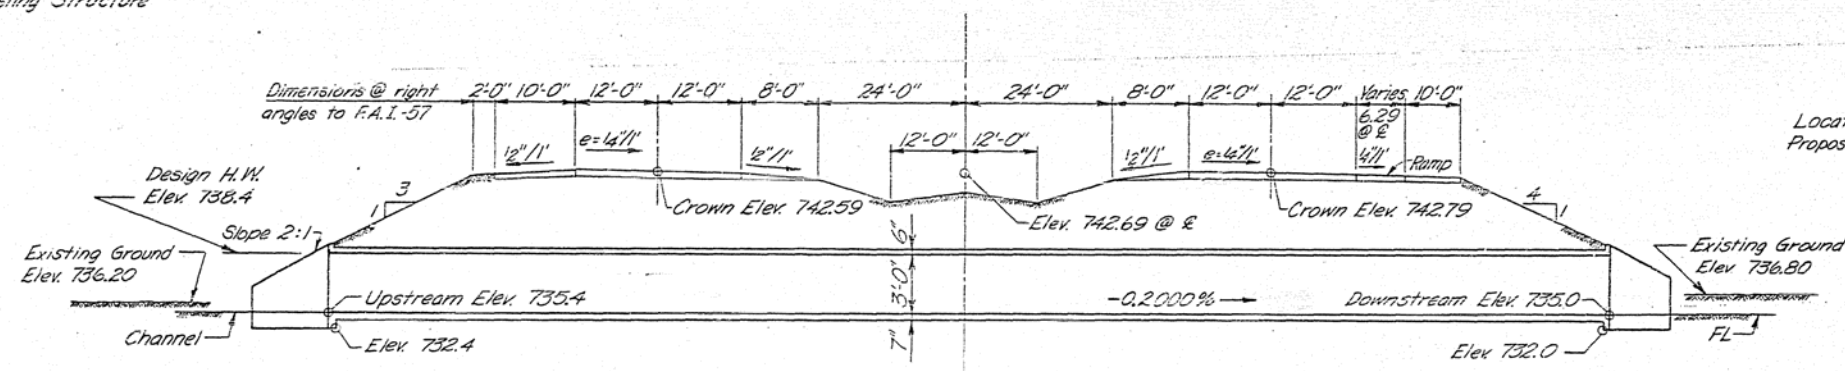 Structure
Dimensions @ right
angles to F.A.I.-57
2'-0" 10'-0" 12'-0" 12'-0" 8'-0" 24'-0" 24'-0" 8'-0" 12'-0" 12'-0" Varies 10'-0"
6.29
@ ℄
Locat
Propos
12'-0" 12'-0"
1/2"/1' e=1/4"/1' 1/2"/1' 1/2"/1' e=1/4"/1' 1/4"/1'
Ramp
Design H.W.
Elev. 738.4
3
1
4
1
Crown Elev. 742.59
Elev. 742.69 @ ℄
Crown Elev. 742.79
Slope 2:1
Existing Ground
Elev. 736.20
Existing Ground
Elev. 736.80
3'-0"
Upstream Elev. 735.4
-0.2000%
Downstream Elev. 735.0
Channel
Elev. 732.4
7"
Elev. 732.0
FL